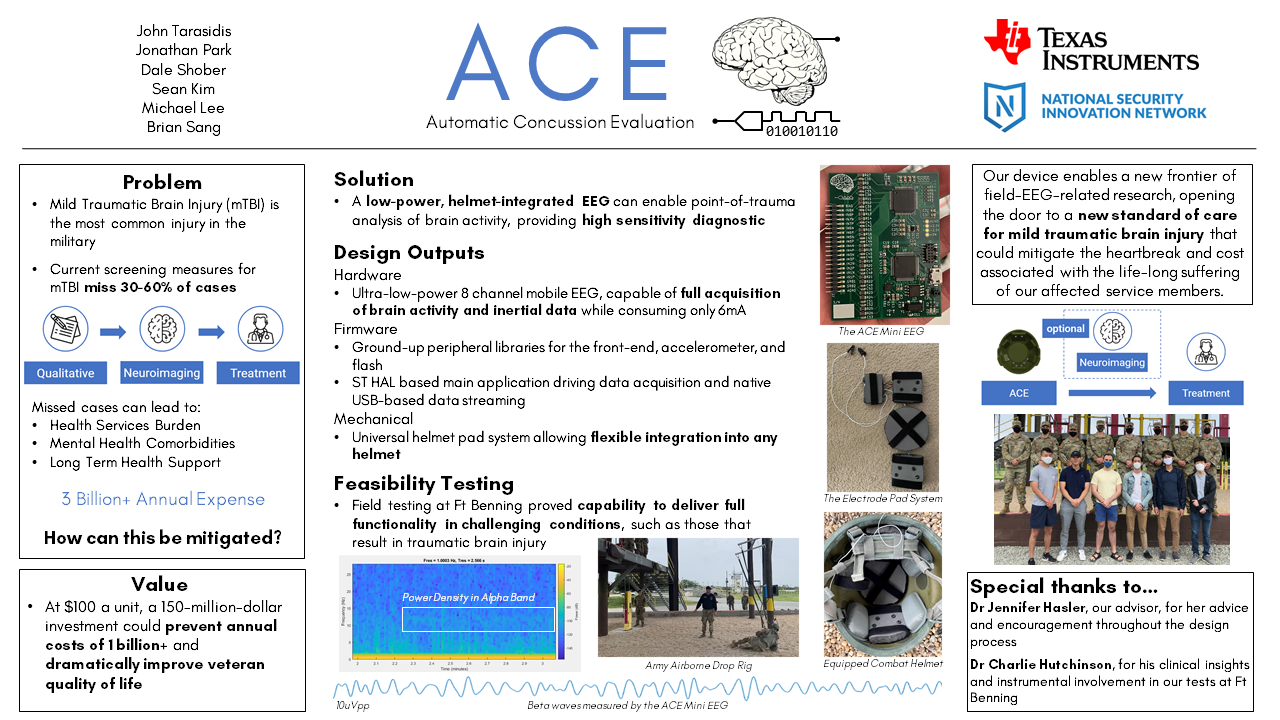 John Tarasidis
Jonathan Park
Dale Shober
Sean Kim
Michael Lee
Brian Sang
ACE
Automatic Concussion Evaluation
010010110
TEXAS
INSTRUMENTS
NATIONAL SECURITY
INNOVATION NETWORK
Problem
• Mild Traumatic Brain Injury (mTBI) is
the most common injury in the
military
• Current screening measures for
mTBI miss 30-60% of cases
Qualitative
Neuroimaging
Treatment
Missed cases can lead to:
• Health Services Burden
• Mental Health Comorbidities
• Long Term Health Support
3 Billion+ Annual Expense
How can this be mitigated?
Value
• At $100 a unit, a 150-million-dollar
investment could prevent annual
costs of 1 billion+ and
dramatically improve veteran
quality of life
Solution
• A low-power, helmet-integrated EEG can enable point-of-trauma
analysis of brain activity, providing high sensitivity diagnostic
Design Outputs
Hardware
• Ultra-low-power 8 channel mobile EEG, capable of full acquisition
of brain activity and inertial data while consuming only 6mA
Firmware
• Ground-up peripheral libraries for the front-end, accelerometer, and
flash
• ST HAL based main application driving data acquisition and native
USB-based data streaming
Mechanical
• Universal helmet pad system allowing flexible integration into any
helmet
Feasibility Testing
• Field testing at Ft Benning proved capability to deliver full
functionality in challenging conditions, such as those that
result in traumatic brain injury
Fres = 1.0003 Hz, Tres = 2.566 s
Power Density in Alpha Band
Frequency (Hz)
Time (minutes)
Army Airborne Drop Rig
10uVpp
Beta waves measured by the ACE Mini EEG
The ACE Mini EEG
The Electrode Pad System
Equipped Combat Helmet
Our device enables a new frontier of
field-EEG-related research, opening
the door to a new standard of care
for mild traumatic brain injury that
could mitigate the heartbreak and cost
associated with the life-long suffering
of our affected service members.
optional
Neuroimaging
ACE
Treatment
Special thanks to...
Dr Jennifer Hasler, our advisor, for her advice
and encouragement throughout the design
process
Dr Charlie Hutchinson, for his clinical insights
and instrumental involvement in our tests at Ft
Benning